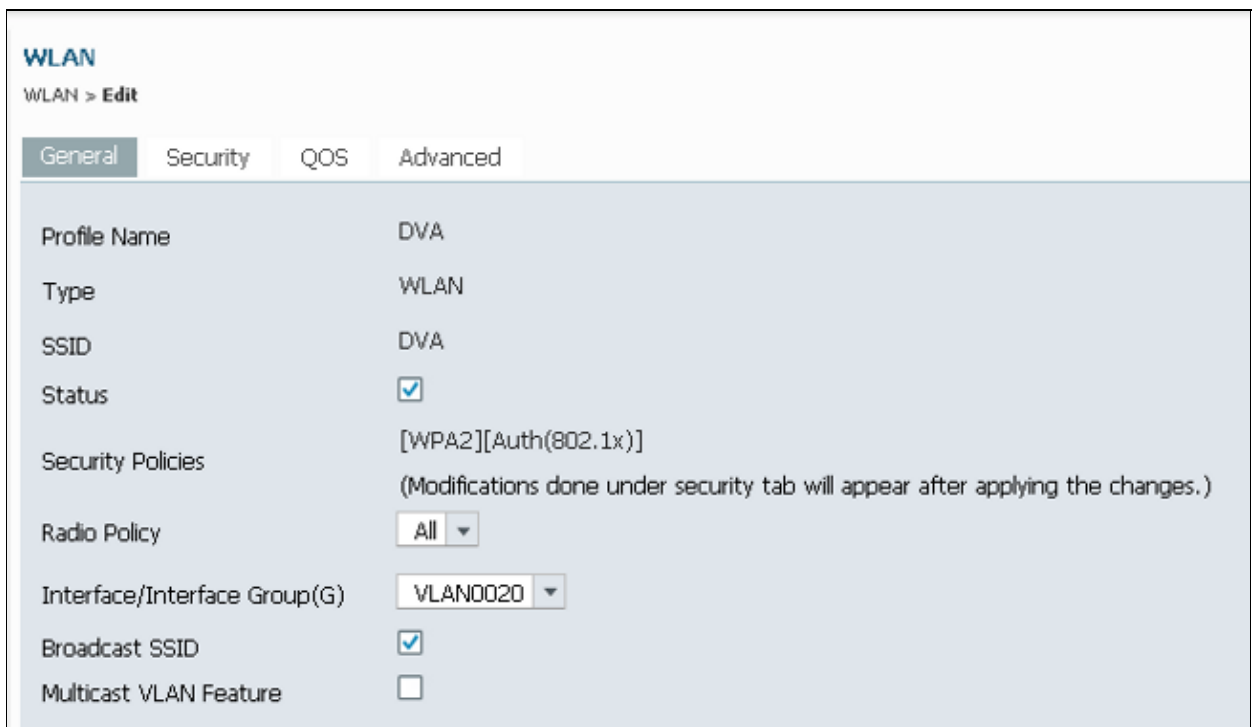 WLAN
WLAN > Edit
General Security QOS Advanced
Profile Name DVA
Type WLAN
SSID DVA
Status
Security Policies [WPA2][Auth(802.1x)]
(Modifications done under security tab will appear after applying the changes.)
Radio Policy All
Interface/Interface Group(G) VLAN0020
Broadcast SSID
Multicast VLAN Feature